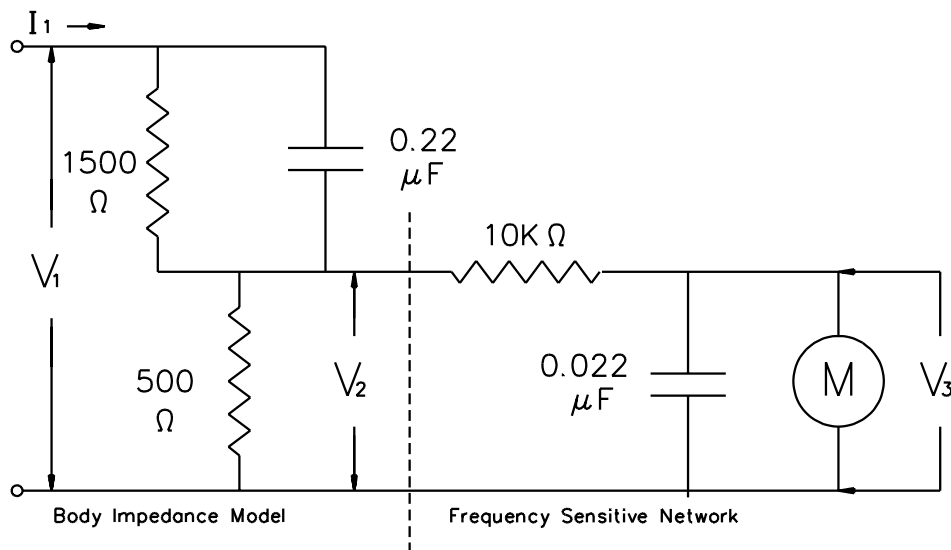 I1
1500
Ω
0.22
μF
V1
10K Ω
500
Ω
V2
0.022
μF
M
V3
Body Impedance Model
Frequency Sensitive Network